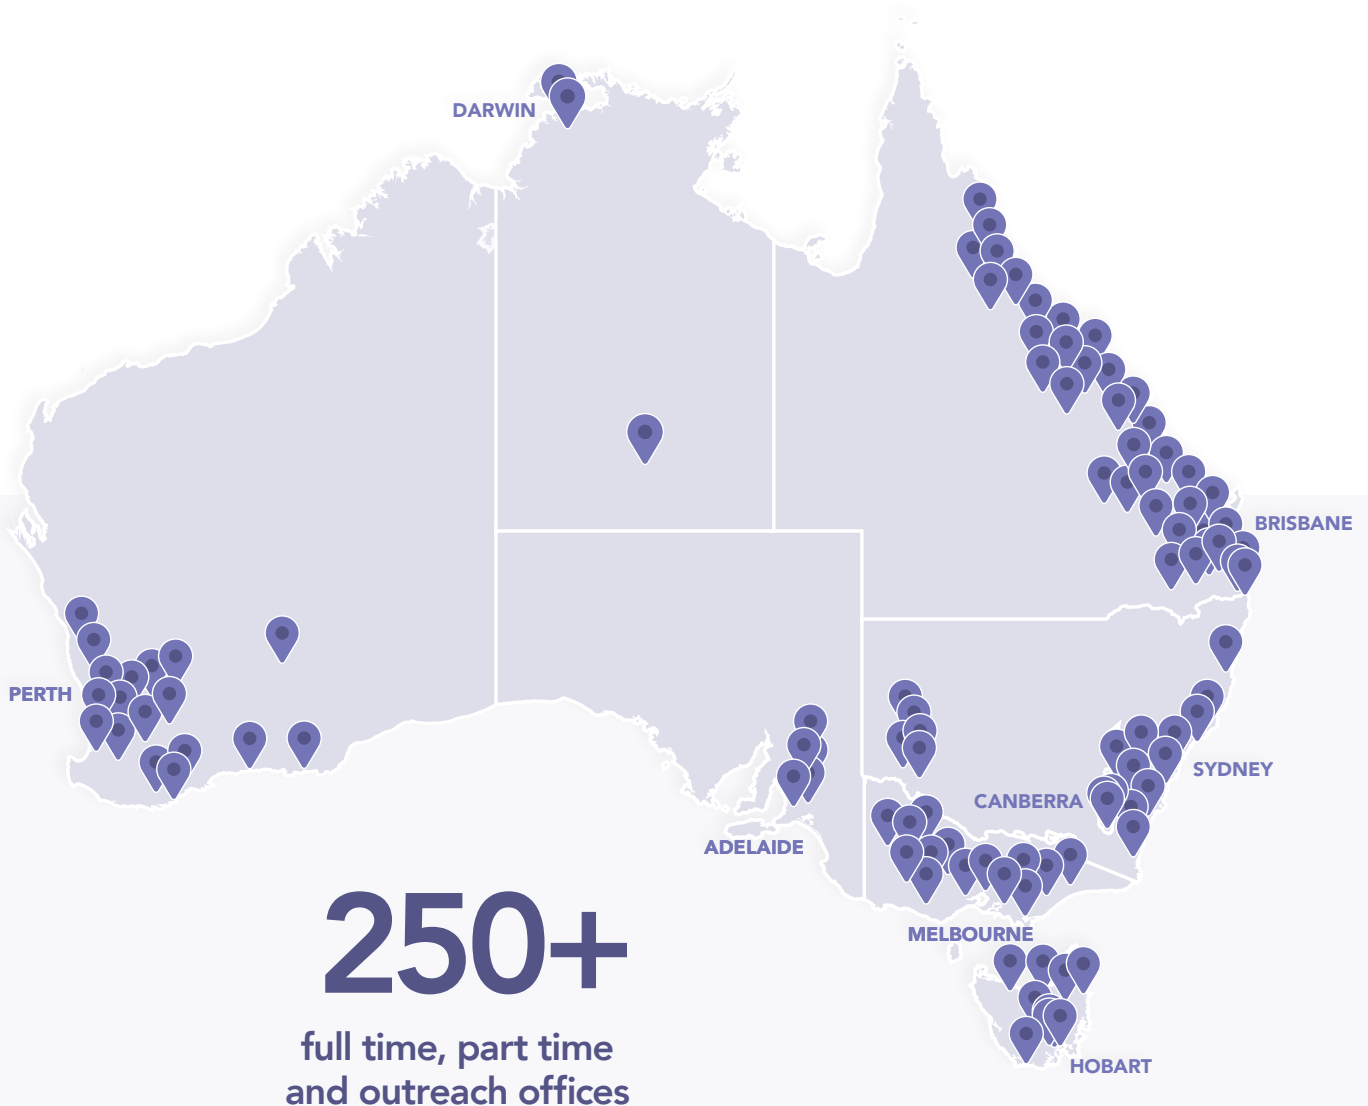 DARWIN
BRISBANE
PERTH
SYDNEY
CANBERRA
ADELAIDE
MELBOURNE
HOBART
250+
full time, part time
and outreach offices